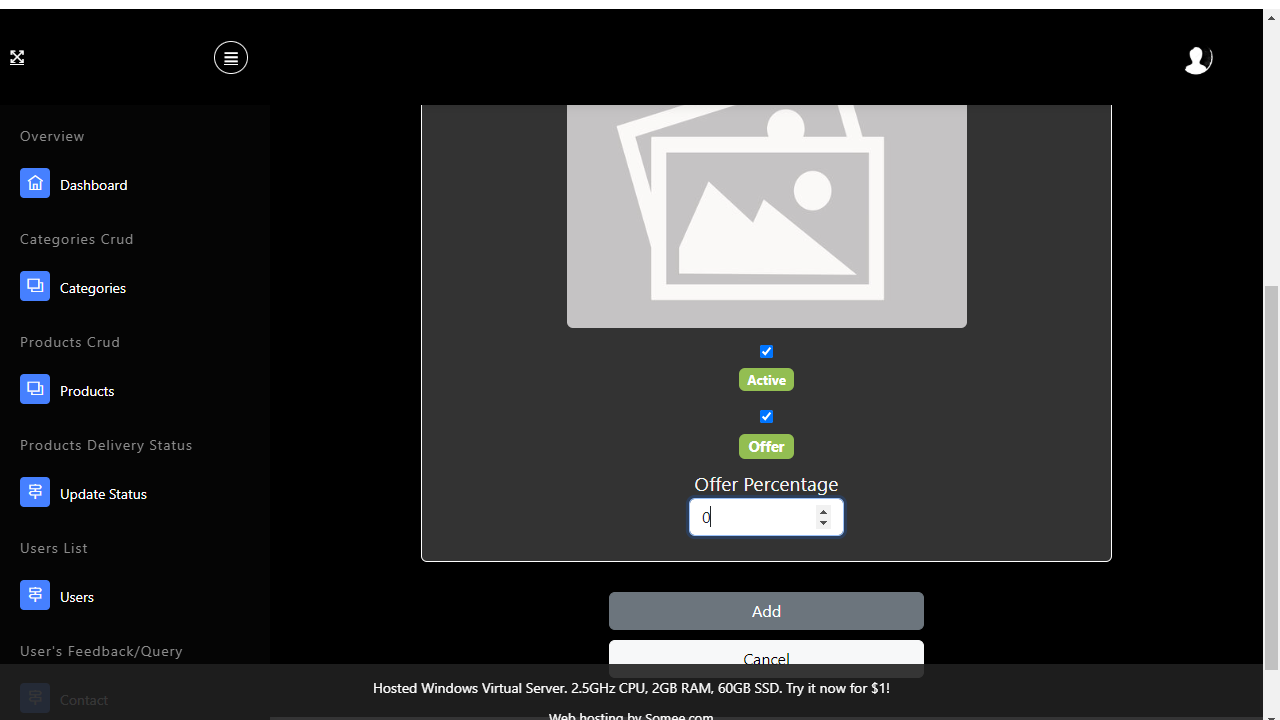 Overview
Dashboard
Categories Crud
Categories
Products Crud
Products
Products Delivery Status
Update Status
Users List
Users
User's Feedback/Query
Contact
Active
Offer
Offer Percentage
0
Add
Cancel
Hosted Windows Virtual Server. 2.5GHz CPU, 2GB RAM, 60GB SSD. Try it now for $1!
Web hosting by Somee.com